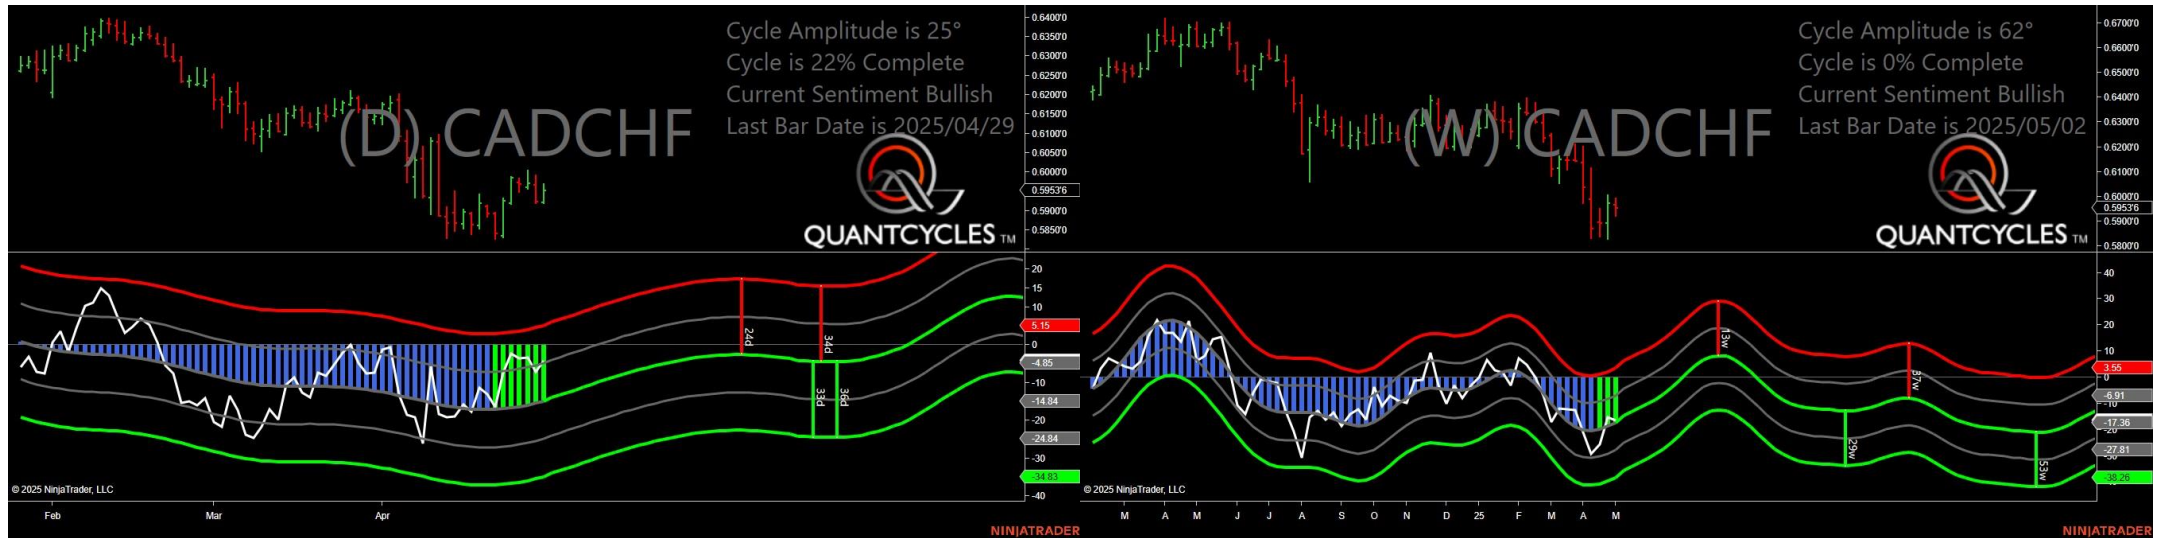 Cycle Amplitude is 25°
Cycle is 22% Complete
Current Sentiment Bullish
Last Bar Date is 2025/04/29
(D) CADCHF
QUANTCYCLES TM
0.6400'0
0.6350'0
0.6300'0
0.6250'0
0.6200'0
0.6150'0
0.6100'0
0.6050'0
0.6000'0
0.5953'6
0.5900'0
0.5850'0
20
15
10
5.15
0
-4.85
-10
-14.84
-20
-24.84
-30
-34.83
-40
24d
34d
33d
36d
© 2025 NinjaTrader, LLC
Feb
Mar
Apr
NINJATRADER
Cycle Amplitude is 62°
Cycle is 0% Complete
Current Sentiment Bullish
Last Bar Date is 2025/05/02
(W) CADCHF
QUANTCYCLES TM
0.6700'0
0.6600'0
0.6500'0
0.6400'0
0.6300'0
0.6200'0
0.6100'0
0.6000'0
0.5953'6
0.5900'0
0.5800'0
40
30
20
10
3.55
0
-6.91
-10
-17.36
-27.81
-38.26
13w
37w
29w
53w
© 2025 NinjaTrader, LLC
M A M J J A S O N D 25 F M A M
NINJATRADER